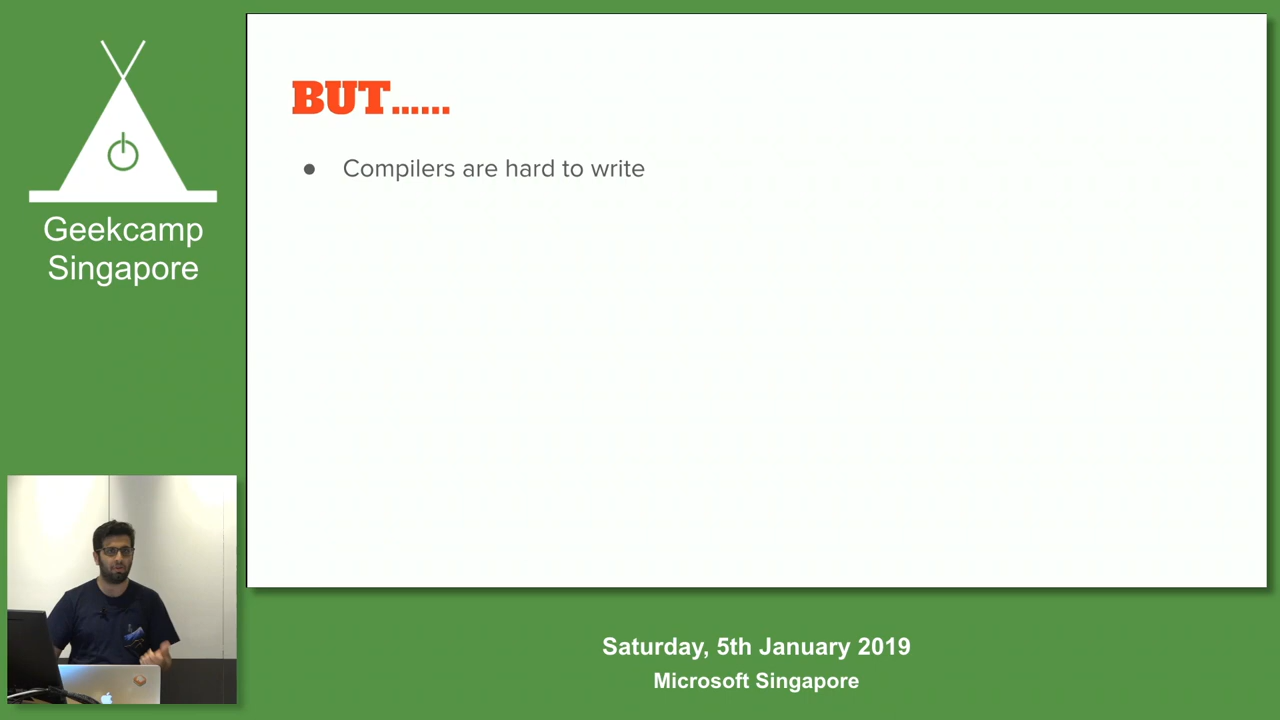 Geekcamp
Singapore
BUT......
● Compilers are hard to write
Saturday, 5th January 2019
Microsoft Singapore